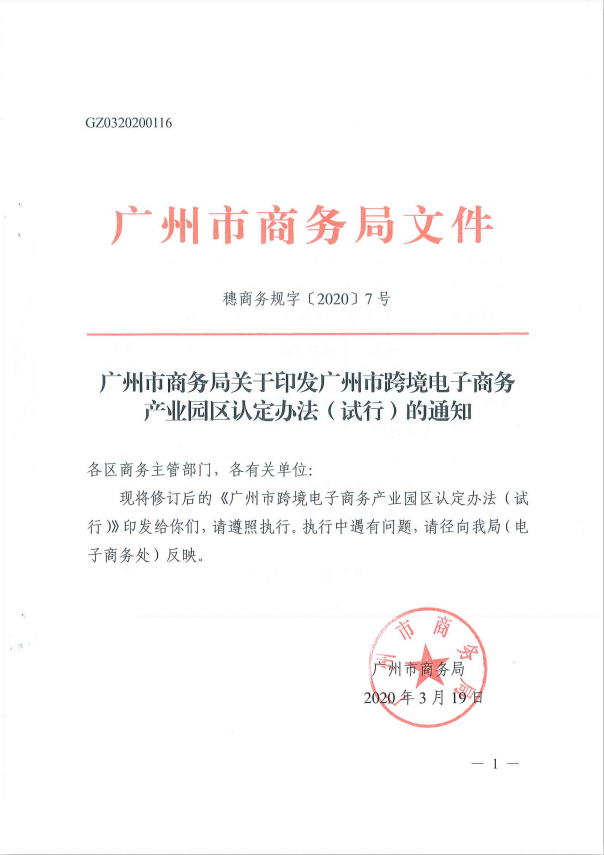 GZ0320200116
广州市商务局文件
穗商务规字〔2020〕7号
广州市商务局关于印发广州市跨境电子商务
产业园区认定办法（试行）的通知
各区商务主管部门，各有关单位：
现将修订后的《广州市跨境电子商务产业园区认定办法（试
行）》印发给你们，请遵照执行。执行中遇有问题，请径向我局（电
子商务处）反映。
广州市商务局
广州市商务局
2020年3月19日
— 1 —